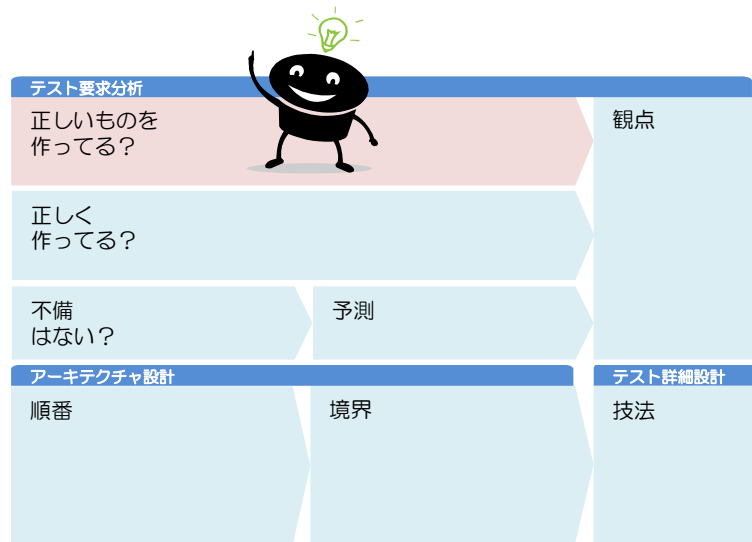 テスト要求分析
正しいものを
作ってる？
観点
正しく
作ってる？
不備
はない？
予測
アーキテクチャ設計
テスト詳細設計
順番
境界
技法